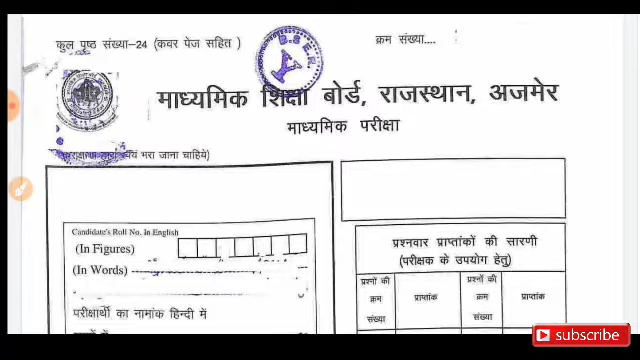 कुल पृष्ठ संख्या-24 (कवर पेज सहित )
क्रम संख्या....
B.S.E.R.
माध्यमिक शिक्षा बोर्ड, राजस्थान, अजमेर
माध्यमिक परीक्षा
भरा जाना चाहिये)
Candidate's Roll No. In English
(In Figures)
(In Words)
परीक्षार्थी का नामांक हिन्दी में
प्रश्नवार प्राप्तांकों की सारणी
(परीक्षक के उपयोग हेतु)
प्रश्नों की क्रम संख्या
प्राप्तांक
प्रश्नों की क्रम संख्या
प्राप्तांक
subscribe